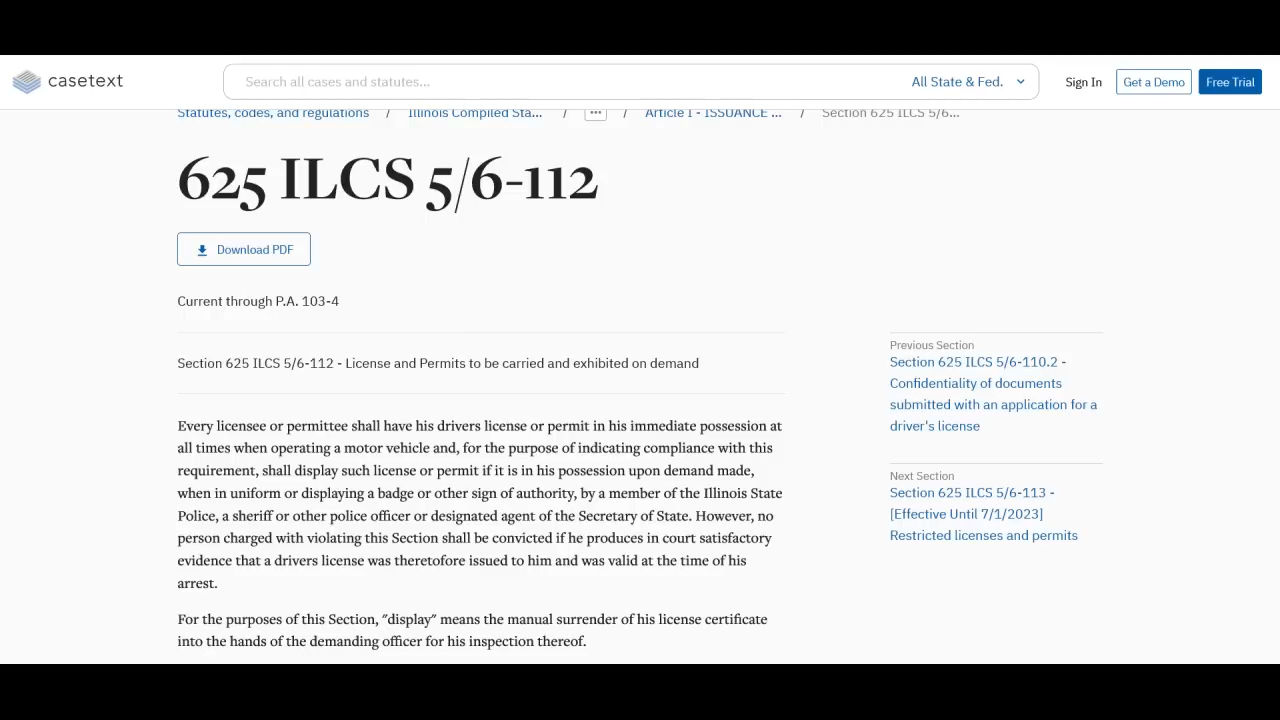 casetext
Search all cases and statutes...
All State & Fed.
Sign In
Get a Demo
Free Trial
Statutes, codes, and regulations / Illinois Compiled Sta... / ... / Article I - ISSUANCE ... / Section 625 ILCS 5/6...
625 ILCS 5/6-112
Download PDF
Current through P.A. 103-4
Section 625 ILCS 5/6-112 - License and Permits to be carried and exhibited on demand
Every licensee or permittee shall have his drivers license or permit in his immediate possession at
all times when operating a motor vehicle and, for the purpose of indicating compliance with this
requirement, shall display such license or permit if it is in his possession upon demand made,
when in uniform or displaying a badge or other sign of authority, by a member of the Illinois State
Police, a sheriff or other police officer or designated agent of the Secretary of State. However, no
person charged with violating this Section shall be convicted if he produces in court satisfactory
evidence that a drivers license was theretofore issued to him and was valid at the time of his
arrest.
For the purposes of this Section, "display" means the manual surrender of his license certificate
into the hands of the demanding officer for his inspection thereof.
Previous Section
Section 625 ILCS 5/6-110.2 -
Confidentiality of documents
submitted with an application for a
driver's license
Next Section
Section 625 ILCS 5/6-113 -
[Effective Until 7/1/2023]
Restricted licenses and permits